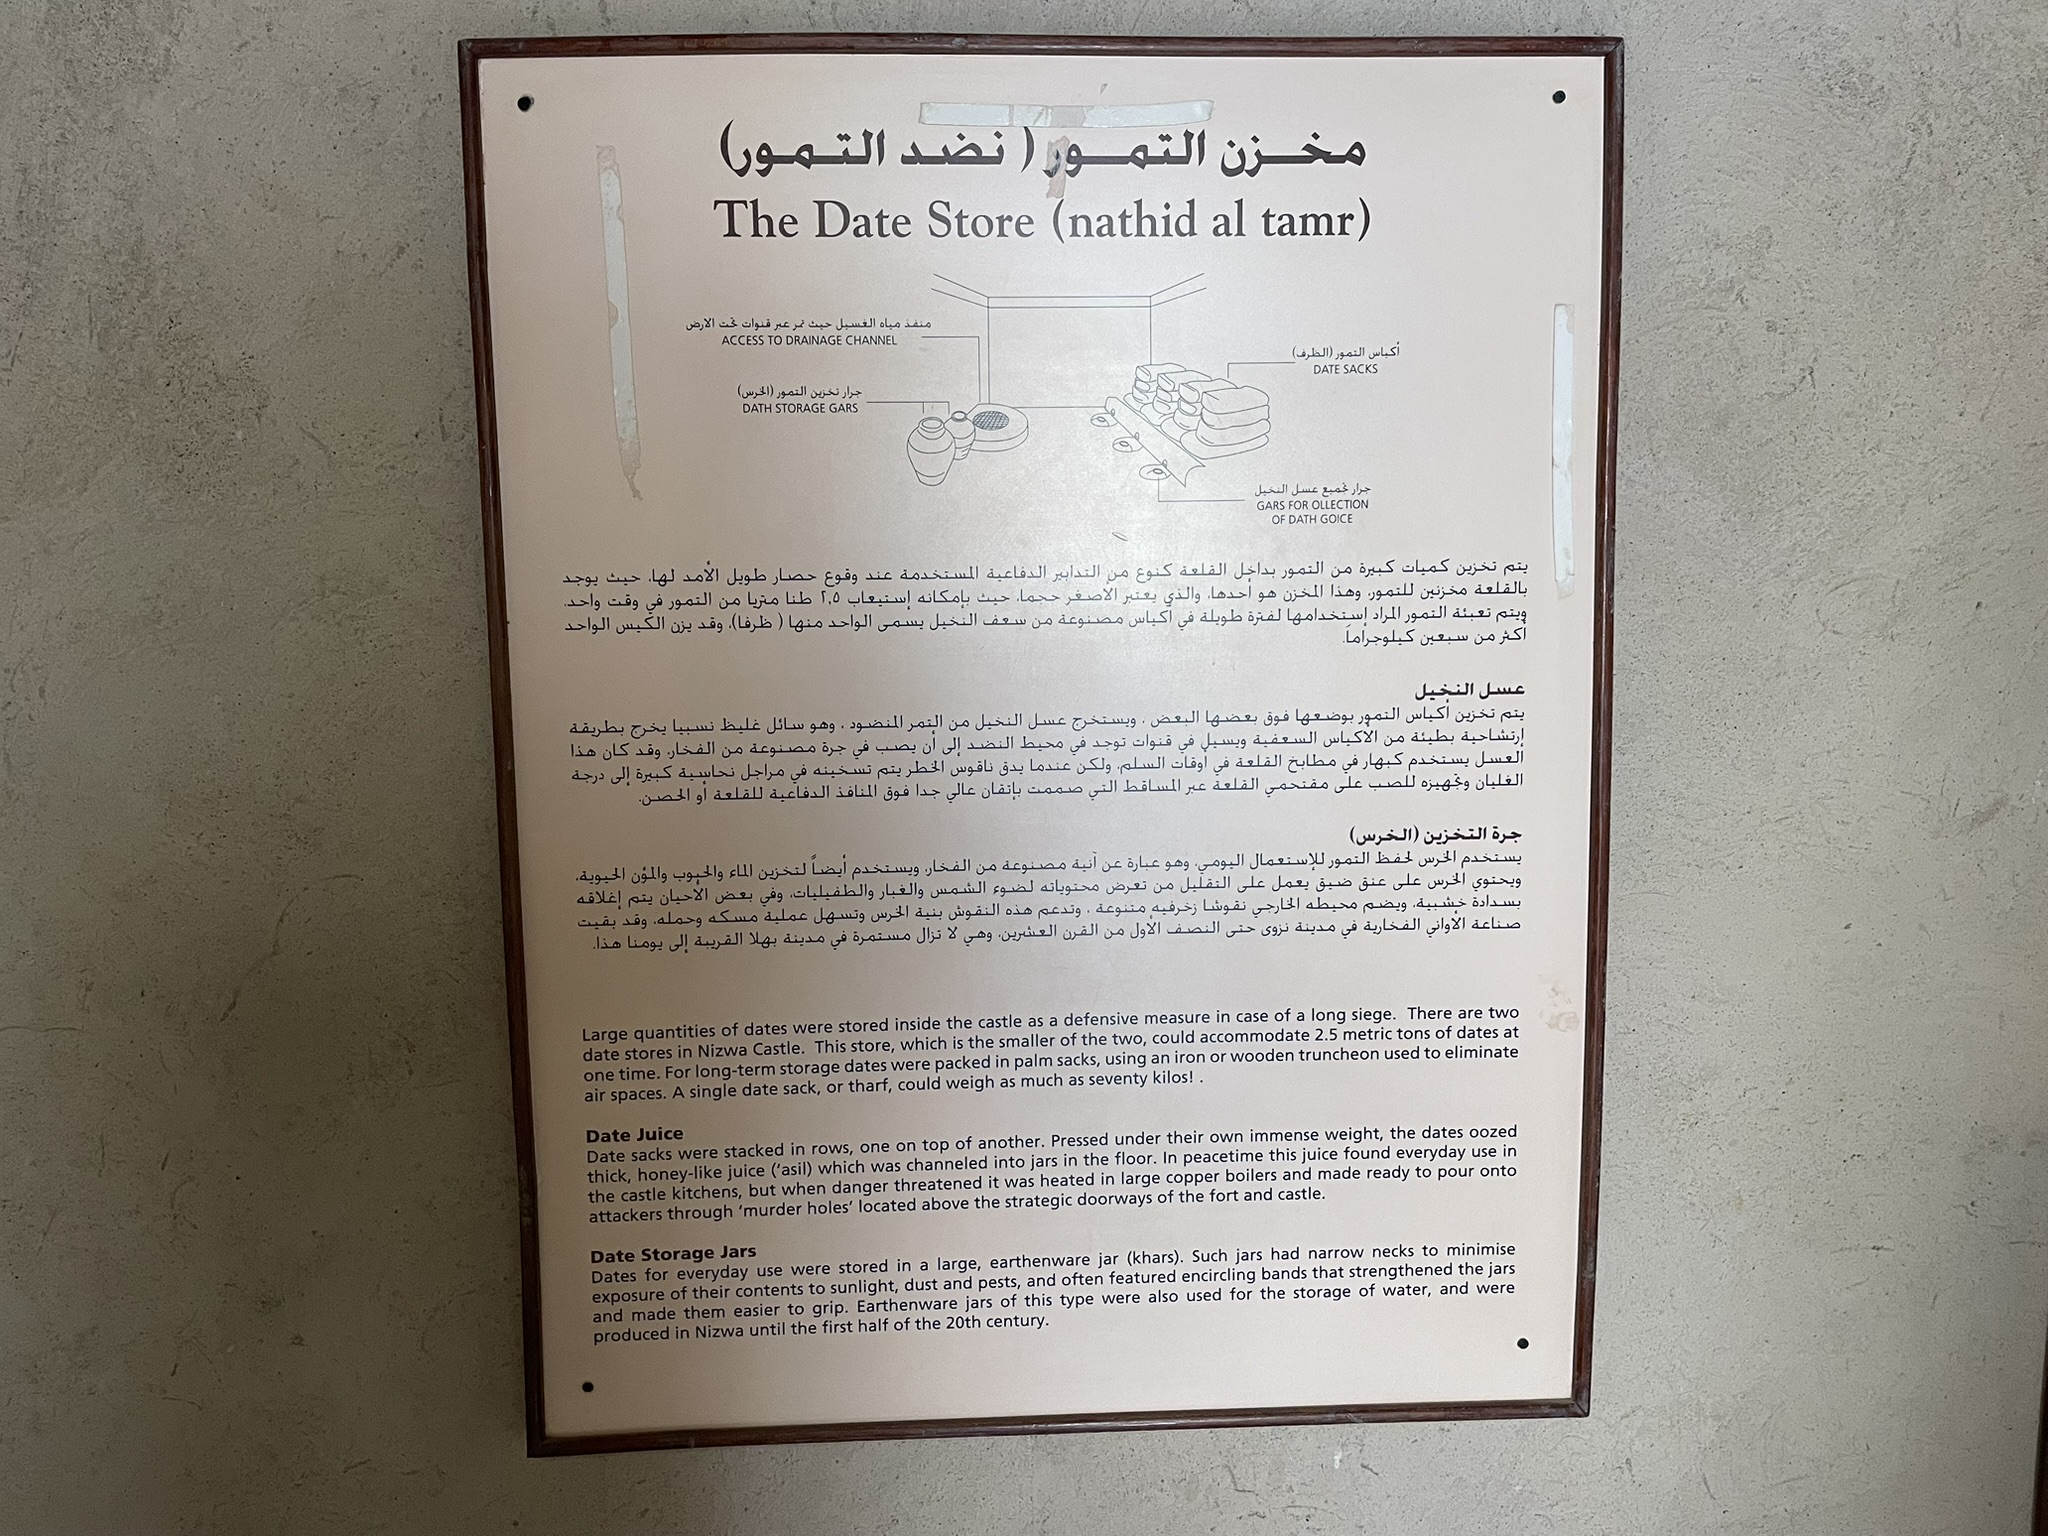 مخزن التمور ( نضد التمور)
The Date Store (nathid al tamr)
منفذ مياه الغسيل حيث تمر عبر قنوات تحت الارض
ACCESS TO DRAINAGE CHANNEL
أكياس التمور (الظرف)
DATE SACKS
جرار تخزين التمور (الخرس)
DATH STORAGE GARS
جرار تجميع عسل النخيل
GARS FOR OLLECTION
OF DATH GOICE
يتم تخزين كميات كبيرة من التمور بداخل القلعة كنوع من التدابير الدفاعية المستخدمة عند وقوع حصار طويل الأمد لها، حيث يوجد
بالقلعة مخزنين للتمور، وهذا المخزن هو أحدها، والذي يعتبر الأصغر حجما، حيث بإمكانه إستيعاب ٢,٥ طنا متريا من التمور في وقت واحد.
ويتم تعبئة التمور المراد إستخدامها لفترة طويلة في أكياس مصنوعة من سعف النخيل يسمى الواحد منها ( ظرفا)، وقد يزن الكيس الواحد
أكثر من سبعين كيلوجراماً.
عسل النخيل
يتم تخزين أكياس التمور بوضعها فوق بعضها البعض ، ويستخرج عسل النخيل من التمر المنضود ، وهو سائل غليظ نسبيا يخرج بطريقة
إرتشاحية بطيئة من الأكياس السعفية ويسيل في قنوات توجد في محيط النضد إلى أن يصب في جرة مصنوعة من الفخار، وقد كان هذا
العسل يستخدم كبهار في مطابخ القلعة في أوقات السلم، ولكن عندما يدق ناقوس الخطر يتم تسخينه في مراجل نحاسية كبيرة إلى درجة
الغليان وتجهيزه للصب على مقتحمي القلعة عبر المساقط التي صممت بإتقان عالي جدا فوق المنافذ الدفاعية للقلعة أو الحصن.
جرة التخزين (الخرس)
يستخدم الخرس لحفظ التمور للإستعمال اليومي، وهو عبارة عن آنية مصنوعة من الفخار، ويستخدم أيضاً لتخزين الماء والحبوب والمؤن الحيوية،
ويحتوي الخرس على عنق ضيق يعمل على التقليل من تعرض محتوياته لضوء الشمس والغبار والطفيليات، وفي بعض الأحيان يتم إغلاقه
بسدادة خشبية، ويضم محيطه الخارجي نقوشا زخرفيه متنوعة ، وتدعم هذه النقوش بنية الخرس وتسهل عملية مسكه وحمله، وقد بقيت
صناعة الأواني الفخارية في مدينة نزوى حتى النصف الأول من القرن العشرين، وهي لا تزال مستمرة في مدينة بهلا القريبة إلى يومنا هذا.
Large quantities of dates were stored inside the castle as a defensive measure in case of a long siege. There are two
date stores in Nizwa Castle. This store, which is the smaller of the two, could accommodate 2.5 metric tons of dates at
one time. For long-term storage dates were packed in palm sacks, using an iron or wooden truncheon used to eliminate
air spaces. A single date sack, or tharf, could weigh as much as seventy kilos! .
Date Juice
Date sacks were stacked in rows, one on top of another. Pressed under their own immense weight, the dates oozed
thick, honey-like juice ('asil) which was channeled into jars in the floor. In peacetime this juice found everyday use in
the castle kitchens, but when danger threatened it was heated in large copper boilers and made ready to pour onto
attackers through 'murder holes' located above the strategic doorways of the fort and castle.
Date Storage Jars
Dates for everyday use were stored in a large, earthenware jar (khars). Such jars had narrow necks to minimise
exposure of their contents to sunlight, dust and pests, and often featured encircling bands that strengthened the jars
and made them easier to grip. Earthenware jars of this type were also used for the storage of water, and were
produced in Nizwa until the first half of the 20th century.